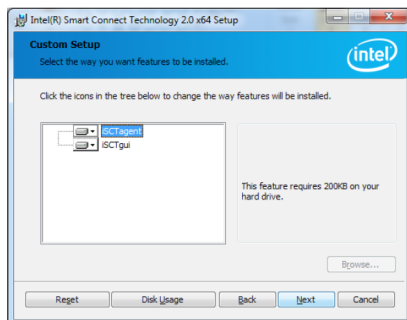 Intel(R) Smart Connect Technology 2.0 x64 Setup
Custom Setup
Select the way you want features to be installed.
intel
Click the icons in the tree below to change the way features will be installed.
iSCTagent
iSCTgui
This feature requires 200KB on your
hard drive.
Browse...
Reset Disk Usage Back Next Cancel